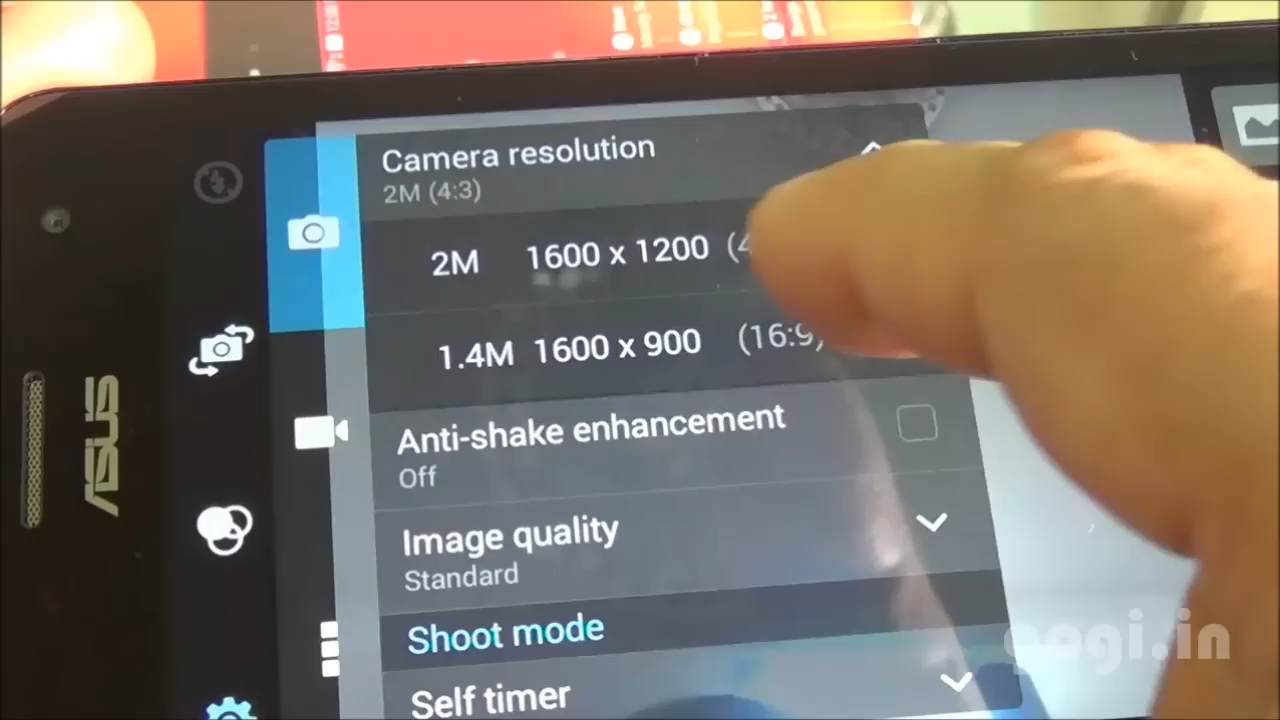 Camera resolution
2M (4:3)
2M 1600 x 1200 (4
1.4M 1600 x 900 (16:9)
Anti-shake enhancement
Off
Image quality
Standard
Shoot mode
Self timer
ASUS
gogi.in